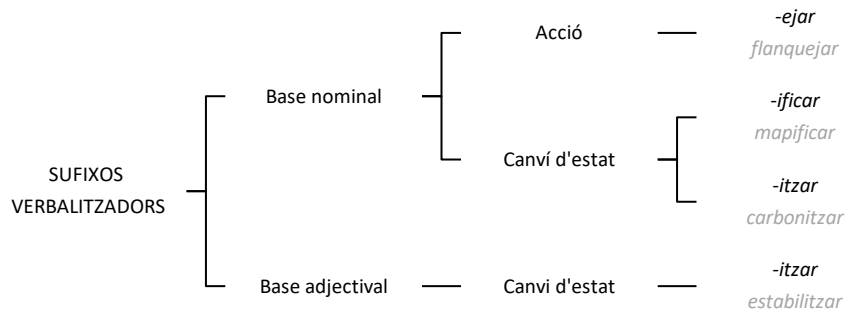 SUFIXOS
VERBALITZADORS
Base nominal
Acció
-ejar
flanquejar
Canví d'estat
-ificar
mapificar
-itzar
carbonitzar
Base adjectival
Canvi d'estat
-itzar
estabilitzar